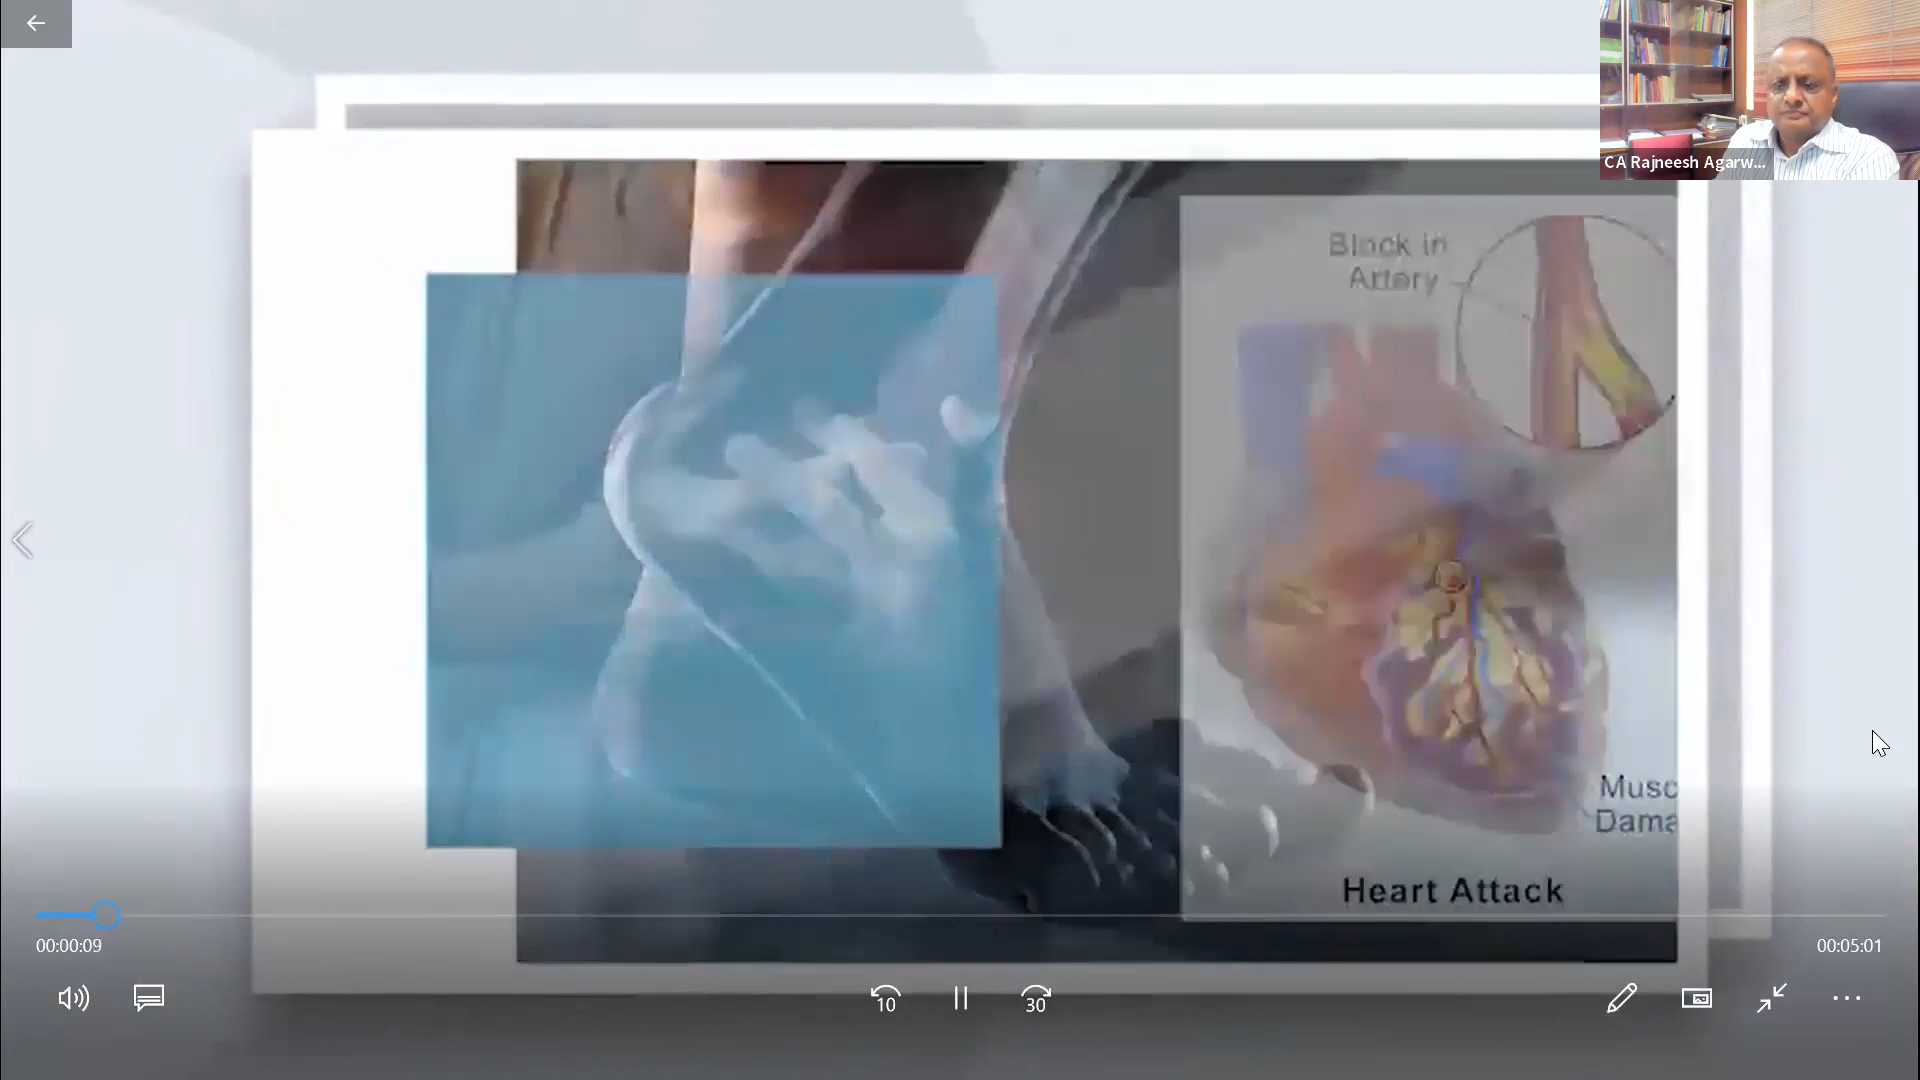 CA Rajneesh Agarw...
Block in
Artery
Musc
Dama
Heart Attack
00:00:09
00:05:01
10
30